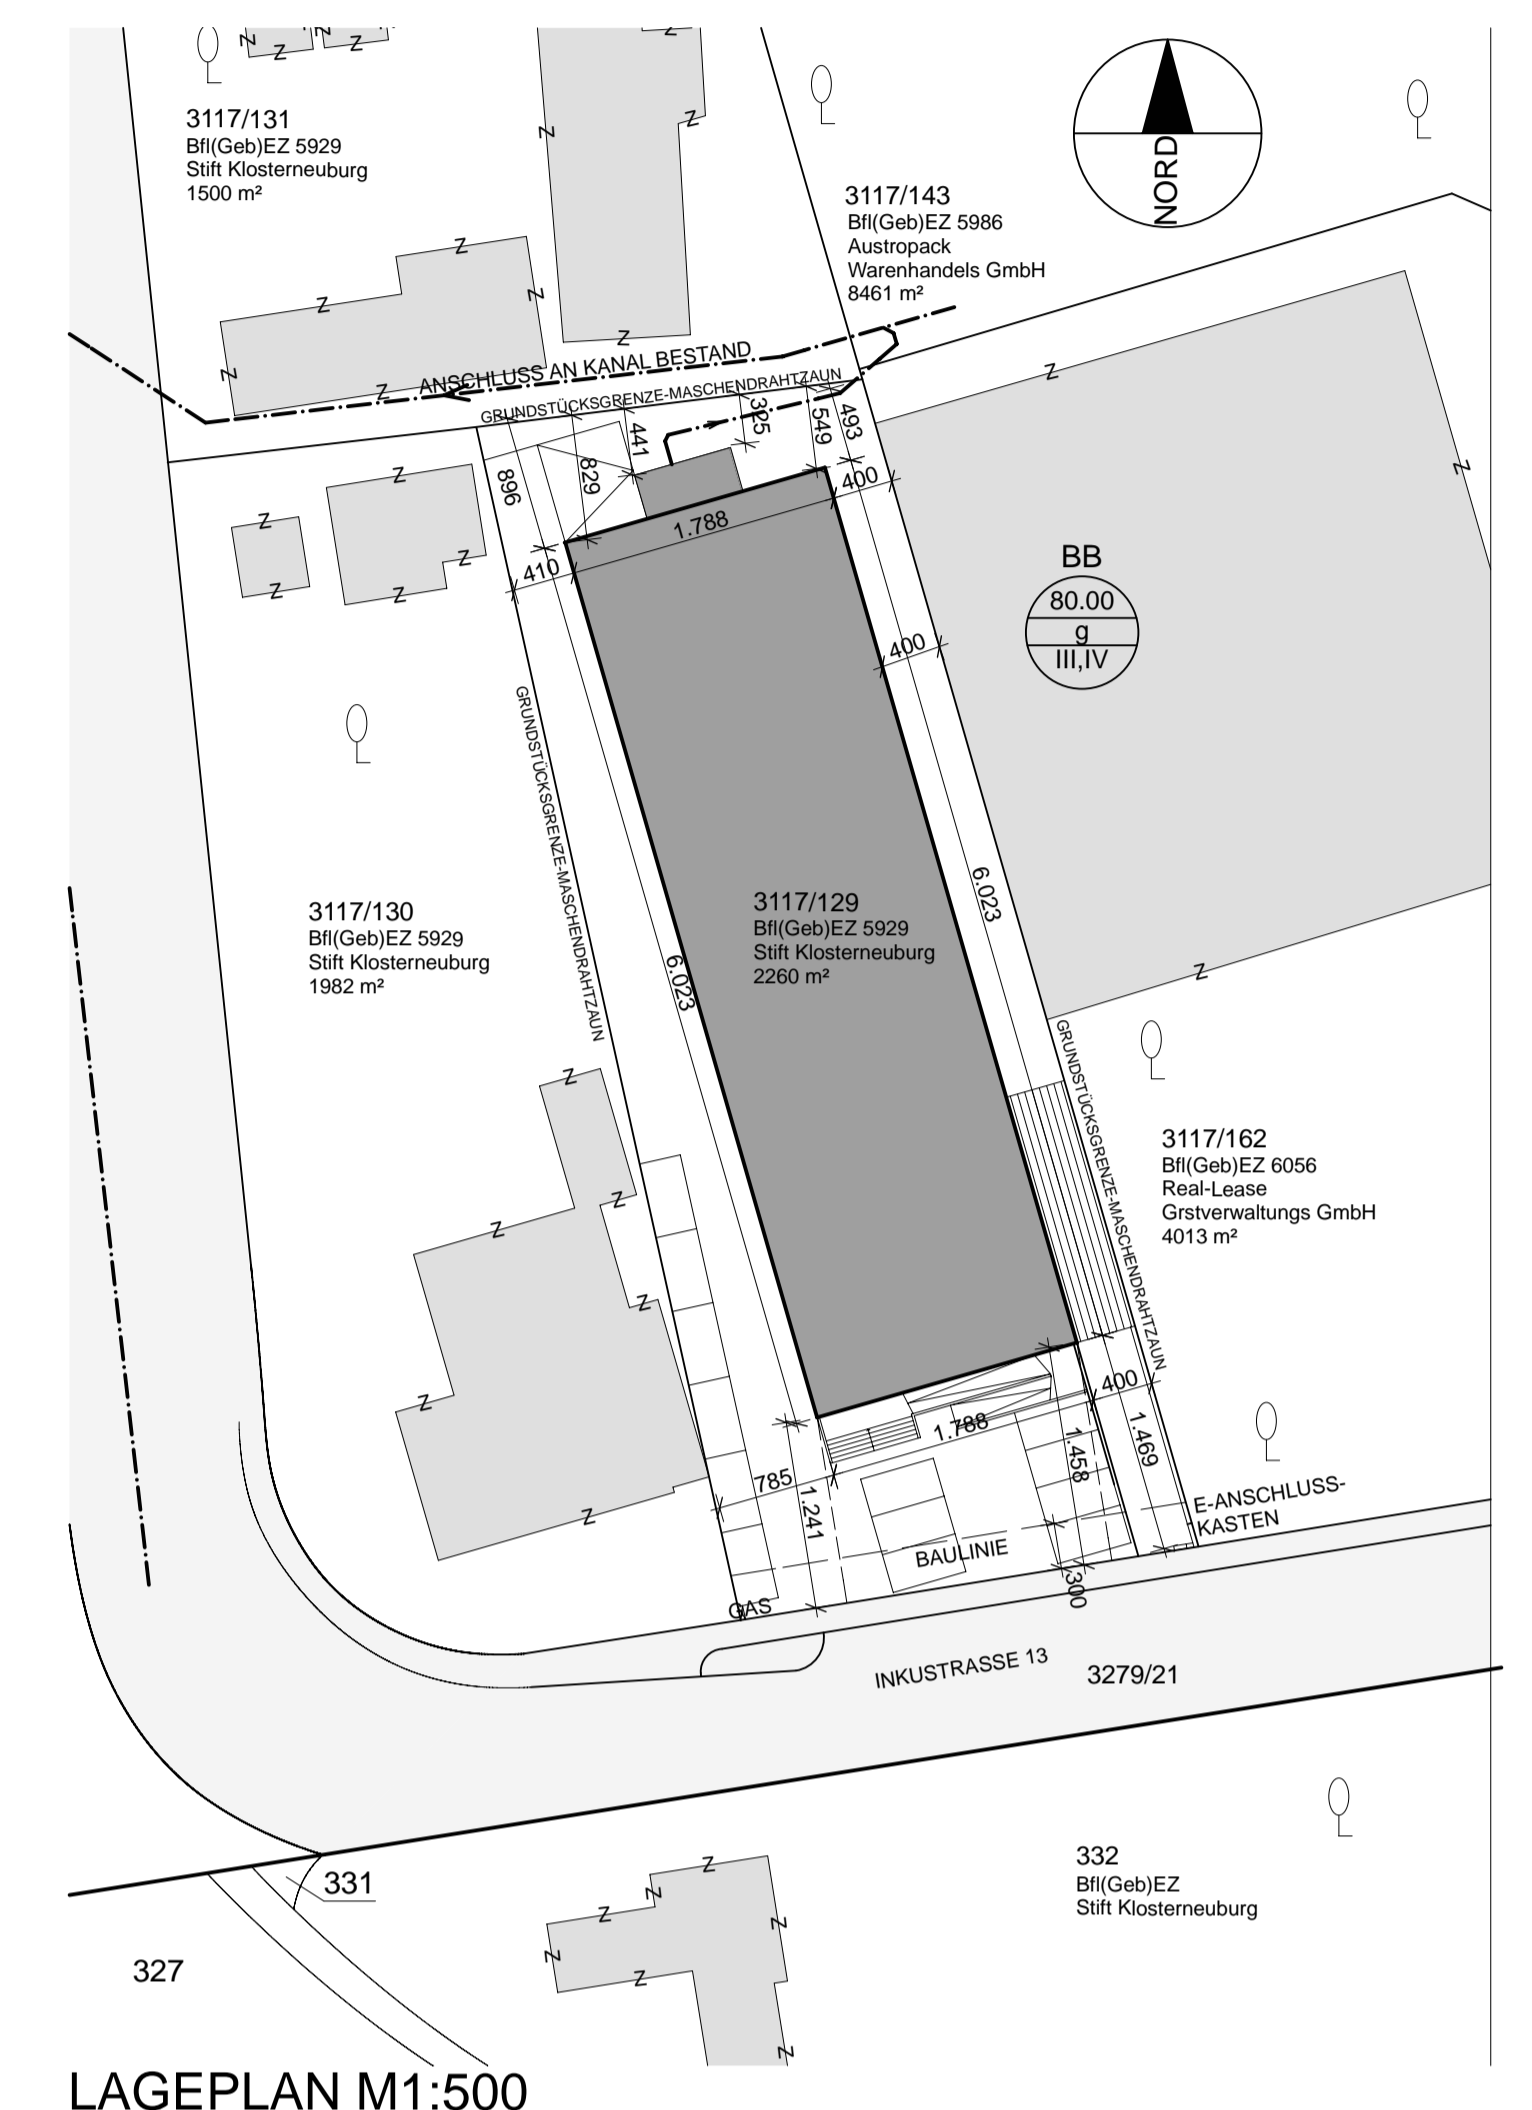 3117/131
Bfl(Geb)EZ 5929
Stift Klosterneuburg
1500 m²
3117/143
Bfl(Geb)EZ 5986
Austropack
Warenhandels GmbH
8461 m²
NORD
ANSCHLUSS AN KANAL BESTAND
GRUNDSTÜCKSGRENZE-MASCHENDRAHTZAUN
896
829
441
325
549
493
400
1.788
410
400
BB
80.00
g
III,IV
GRUNDSTÜCKSGRENZE-MASCHENDRAHTZAUN
6.023
6.023
3117/130
Bfl(Geb)EZ 5929
Stift Klosterneuburg
1982 m²
3117/129
Bfl(Geb)EZ 5929
Stift Klosterneuburg
2260 m²
GRUNDSTÜCKSGRENZE-MASCHENDRAHTZAUN
3117/162
Bfl(Geb)EZ 6056
Real-Lease
Grstverwaltungs GmbH
4013 m²
400
1.788
1.458
1.469
785
1.241
E-ANSCHLUSS-
KASTEN
BAULINIE
300
GAS
INKUSTRASSE 13
3279/21
331
327
332
Bfl(Geb)EZ
Stift Klosterneuburg
LAGEPLAN M1:500